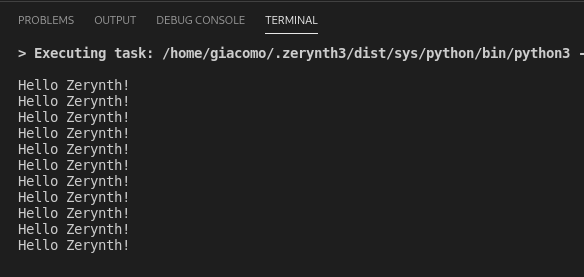 PROBLEMS OUTPUT DEBUG CONSOLE TERMINAL
> Executing task: /home/giacomo/.zerynth3/dist/sys/python/bin/python3 -
Hello Zerynth!
Hello Zerynth!
Hello Zerynth!
Hello Zerynth!
Hello Zerynth!
Hello Zerynth!
Hello Zerynth!
Hello Zerynth!
Hello Zerynth!
Hello Zerynth!
Hello Zerynth!